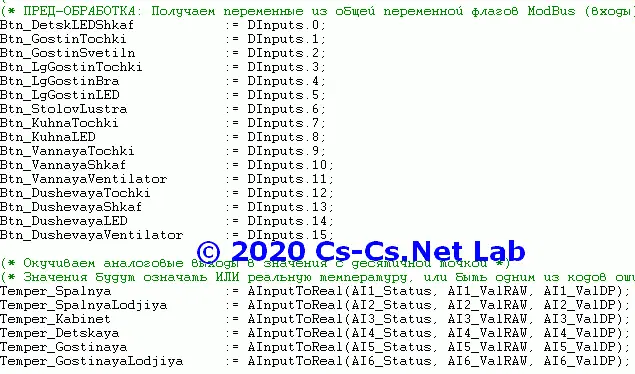 (* ПРЕД-ОБРАБОТКА: Получаем переменные из общей переменной флагов ModBus (входы)
Btn_DetskLEDShkaf := DInputs.0;
Btn_GostinTochki := DInputs.1;
Btn_GostinSvetiln := DInputs.2;
Btn_LgGostinTochki := DInputs.3;
Btn_LgGostinBra := DInputs.4;
Btn_LgGostinLED := DInputs.5;
Btn_StolovLustra := DInputs.6;
Btn_KuhnaTochki := DInputs.7;
Btn_KuhnaLED := DInputs.8;
Btn_VannayaTochki := DInputs.9;
Btn_VannayaShkaf := DInputs.10;
Btn_VannayaVentilator := DInputs.11;
Btn_DushevayaTochki := DInputs.12;
Btn_DushevayaShkaf := DInputs.13;
Btn_DushevayaLED := DInputs.14;
Btn_DushevayaVentilator := DInputs.15;
© 2020 Cs-Cs.Net Lab
(* Окучиваем аналоговые выходы в значения с десятичной точкой *)
(* Значения будут означать ИЛИ реальную температуру, или быть одним из кодов оши
Temper_Spalnya := AInputToReal(AI1_Status, AI1_ValRAW, AI1_ValDP);
Temper_SpalnyaLodjiya := AInputToReal(AI2_Status, AI2_ValRAW, AI2_ValDP);
Temper_Kabinet := AInputToReal(AI3_Status, AI3_ValRAW, AI3_ValDP);
Temper_Detskaya := AInputToReal(AI4_Status, AI4_ValRAW, AI4_ValDP);
Temper_Gostinaya := AInputToReal(AI5_Status, AI5_ValRAW, AI5_ValDP);
Temper_GostinayaLodjiya := AInputToReal(AI6_Status, AI6_ValRAW, AI6_ValDP);